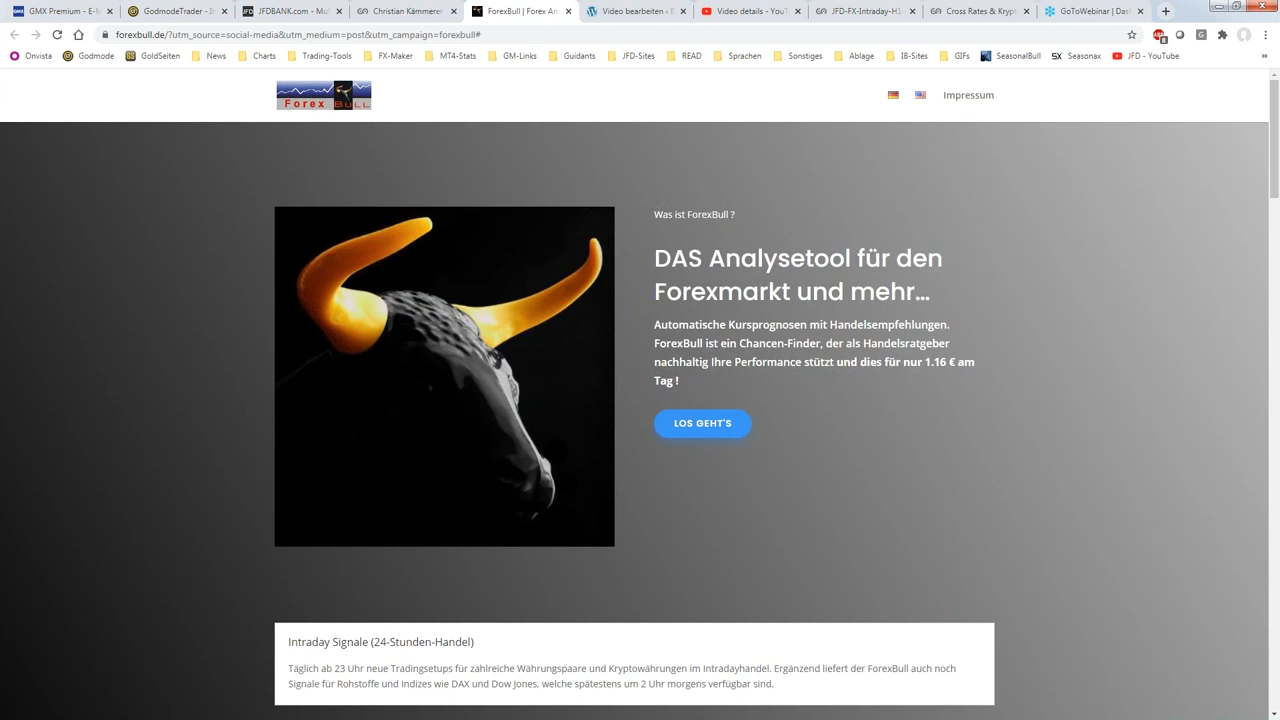 GMX Premium – E-M
GodmodeTrader - B
JFDBANK.com - Mu
Christian Kämmere
ForexBull | Forex An
Video bearbeiten ‹
Video details - YouT
JFD-FX-Intraday-H1
Cross Rates & Krypt
GoToWebinar | Das
forexbull.de/?utm_source=social-media&utm_medium=post&utm_campaign=forexbull#
Onvista
Godmode
GoldSeiten
News
Charts
Trading-Tools
FX-Maker
MT4-Stats
GM-Links
Guidants
JFD-Sites
READ
Sprachen
Sonstiges
Ablage
IB-Sites
GIFs
SeasonalBull
Seasonax
JFD - YouTube
»
Forex BULL
Impressum
Was ist ForexBull ?
DAS Analysetool für den
Forexmarkt und mehr...
Automatische Kursprognosen mit Handelsempfehlungen.
ForexBull ist ein Chancen-Finder, der als Handelsratgeber
nachhaltig Ihre Performance stützt und dies für nur 1.16 € am
Tag !
LOS GEHT'S
Intraday Signale (24-Stunden-Handel)
Täglich ab 23 Uhr neue Tradingsetups für zahlreiche Währungspaare und Kryptowährungen im Intradayhandel. Ergänzend liefert der ForexBull auch noch
Signale für Rohstoffe und Indizes wie DAX und Dow Jones, welche spätestens um 2 Uhr morgens verfügbar sind.